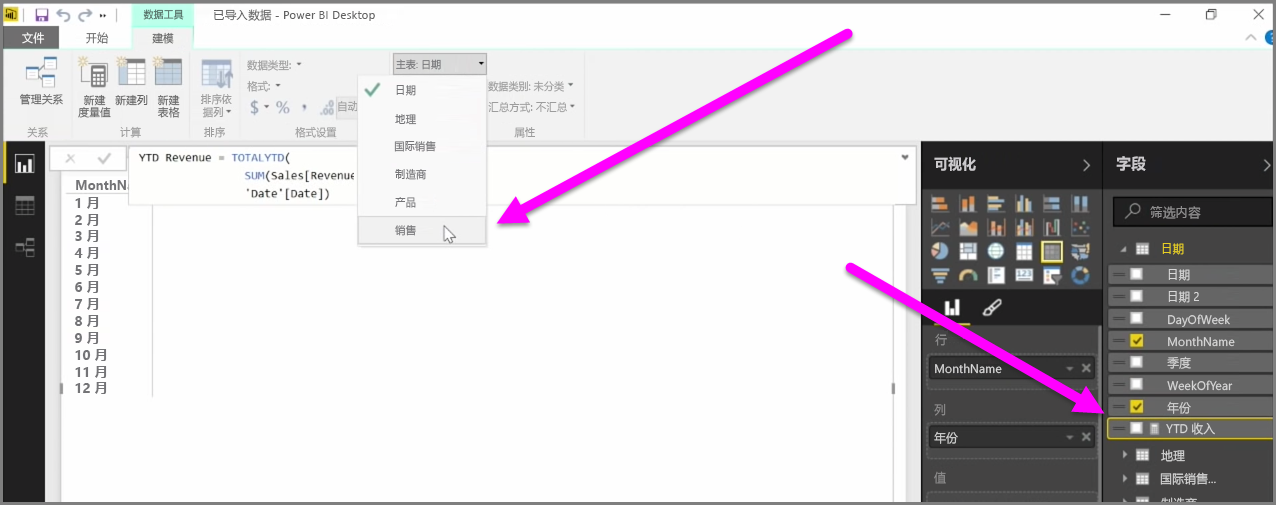 数据工具
已导入数据 - Power BI Desktop
文件
开始
建模
管理关系
关系
新建
度量值
新建列
新建
表格
计算
排序依
据列
排序
数据类型:
格式:
$ % ,
自动
格式设置
主表: 日期
日期
地理
国际销售
制造商
产品
销售
数据类别: 未分类
汇总方式: 不汇总
属性
YTD Revenue = TOTALYTD(
SUM(Sales[Revenue
'Date'[Date])
MonthNa
1 月
2 月
3 月
4 月
5 月
6 月
7 月
8 月
9 月
10 月
11 月
12 月
可视化
行
MonthName
列
年份
值
字段
筛选内容
日期
日期
日期 2
DayOfWeek
MonthName
季度
WeekOfYear
年份
YTD 收入
地理
国际销售...
制造商